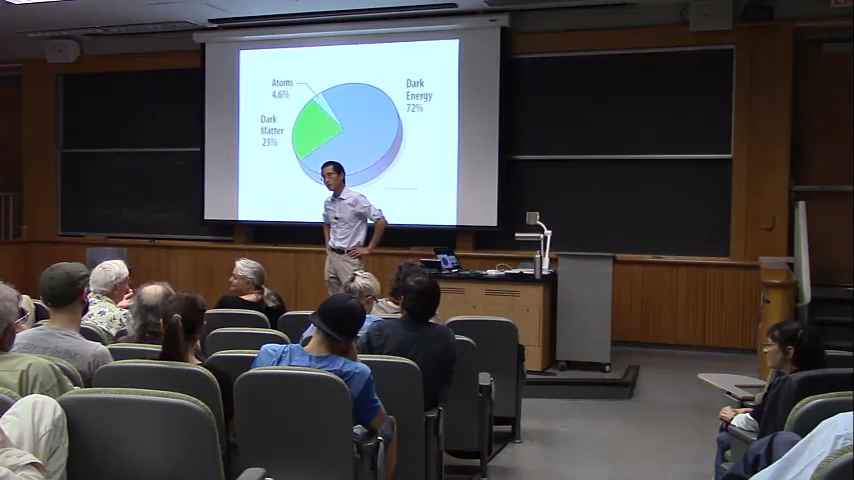 Atoms
4.6%
Dark
Energy
72%
Dark
Matter
23%